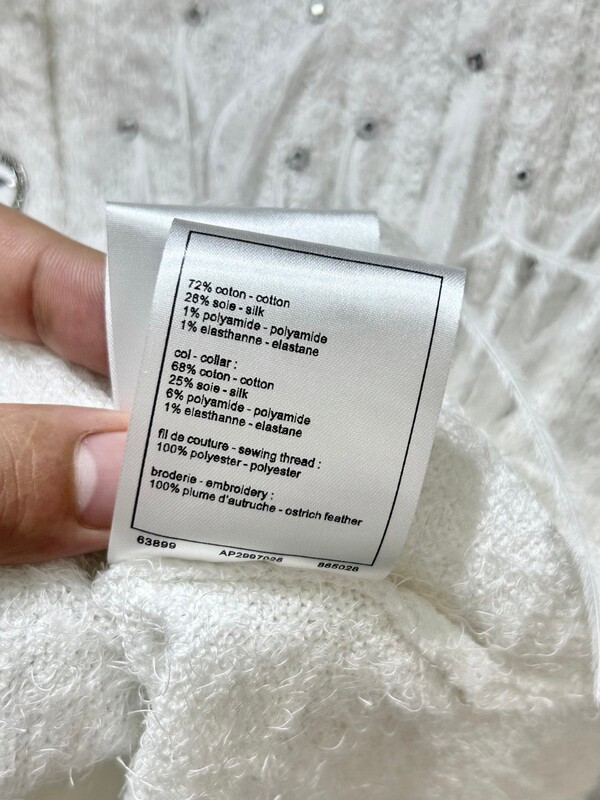 72% coton - cotton
26% soie - silk
1% polyamide - polyamide
1% elasthanne - elastane
col - collar :
68% coton - cotton
25% soie - silk
6% polyamide - polyamide
1% elasthanne - elastane
fil de couture - sewing thread :
100% polyester - polyester
broderie - embroidery :
100% plume d'autruche - ostrich feather
63899
865028